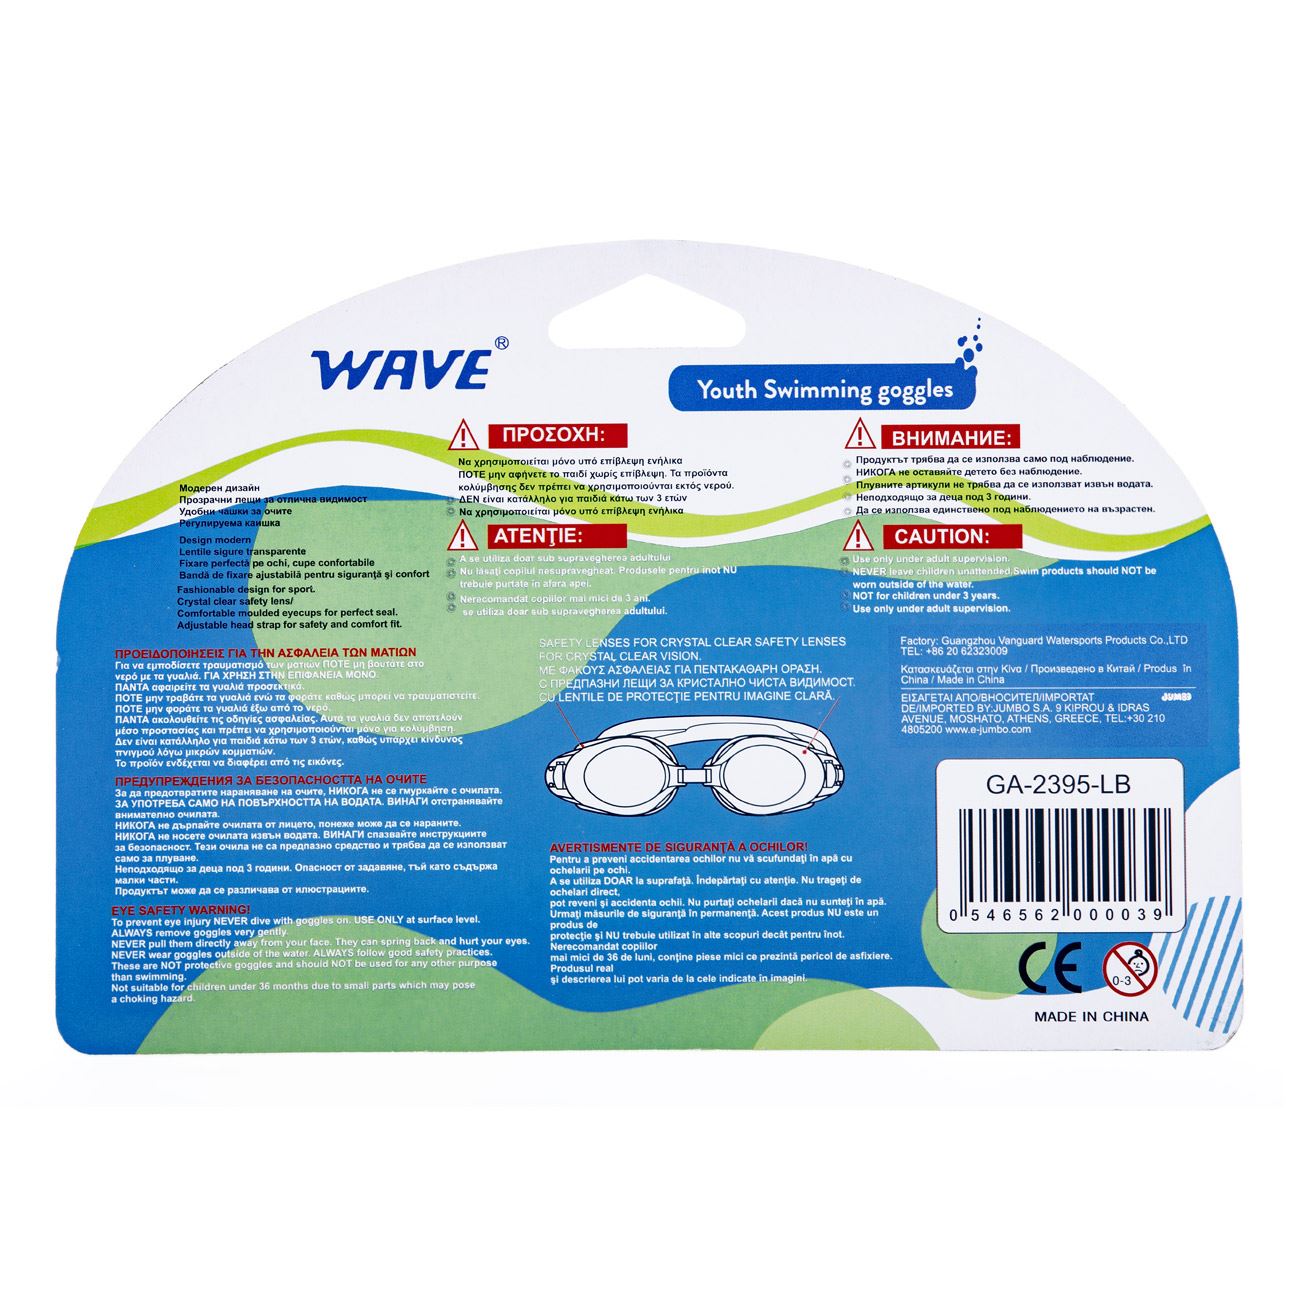 WAVE®
Youth Swimming goggles
ΠΡΟΣΟΧΗ:
Να χρησιμοποιείται μόνο υπό επίβλεψη ενήλικα
ΠΟΤΕ μην αφήνετε το παιδί χωρίς επίβλεψη. Τα προϊόντα
κολύμβησης δεν πρέπει να χρησιμοποιούνται εκτός νερού.
ΔΕΝ είναι κατάλληλο για παιδιά κάτω των 3 ετών
Να χρησιμοποιείται μόνο υπό επίβλεψη ενήλικα
ВНИМАНИЕ:
Продуктът трябва да се използва само под наблюдение.
НИКОГА не оставяйте детето без наблюдение.
Плувните артикули не трябва да се използват извън водата.
Неподходящо за деца под 3 години.
Да се използва единствено под наблюдението на възрастен.
Модерен дизайн
Прозрачни лещи за отлична видимост
Удобни чашки за очите
Регулируема каишка
Design modern
Lentile sigure transparente
Fixare perfectă pe ochi, cupe confortabile
Bandă de fixare ajustabilă pentru siguranţă şi confort
Fashionable design for sport.
Crystal clear safety lens/
Comfortable moulded eyecups for perfect seal.
Adjustable head strap for safety and comfort fit.
ATENŢIE:
A se utiliza doar sub supravegherea adultului
Nu lăsaţi copilul nesupravegheat. Produsele pentru înot NU
trebuie purtate în afara apei.
Nerecomandat copiilor mai mici de 3 ani.
se utiliza doar sub supravegherea adultului.
CAUTION:
Use only under adult supervision.
NEVER leave children unattended.Swim products should NOT be
worn outside of the water.
NOT for children under 3 years.
Use only under adult supervision.
ΠΡΟΕΙΔΟΠΟΙΗΣΕΙΣ ΓΙΑ ΤΗΝ ΑΣΦΑΛΕΙΑ ΤΩΝ ΜΑΤΙΩΝ
Για να εμποδίσετε τραυματισμό των ματιών ΠΟΤΕ μη βουτάτε στο
νερό με τα γυαλιά. ΓΙΑ ΧΡΗΣΗ ΣΤΗΝ ΕΠΙΦΑΝΕΙΑ ΜΟΝΟ.
ΠΑΝΤΑ αφαιρείτε τα γυαλιά προσεκτικά.
ΠΟΤΕ μην τραβάτε τα γυαλιά ενώ τα φοράτε καθώς μπορεί να τραυματιστείτε.
ΠΟΤΕ μην φοράτε τα γυαλιά έξω από το νερό.
ΠΑΝΤΑ ακολουθείτε τις οδηγίες ασφαλείας. Αυτά τα γυαλιά δεν αποτελούν
μέσο προστασίας και πρέπει να χρησιμοποιούνται μόνο για κολύμβηση.
Δεν είναι κατάλληλο για παιδιά κάτω των 3 ετών, καθώς υπάρχει κίνδυνος
πνιγμού λόγω μικρών κομματιών.
Το προϊόν ενδέχεται να διαφέρει από τις εικόνες.
ПРЕДУПРЕЖДЕНИЯ ЗА БЕЗОПАСНОСТТА НА ОЧИТЕ
За да предотвратите нараняване на очите, НИКОГА не се гмуркайте с очилата.
ЗА УПОТРЕБА САМО НА ПОВЪРХНОСТТА НА ВОДАТА. ВИНАГИ отстранявайте
внимателно очилата.
НИКОГА не дърпайте очилата от лицето, понеже може да се нараните.
НИКОГА не носете очилата извън водата. ВИНАГИ спазвайте инструкциите
за безопасност. Тези очила не са предпазно средство и трябва да се използват
само за плуване.
Неподходящо за деца под 3 години. Опасност от задавяне, тъй като съдържа
малки части.
Продуктът може да се различава от илюстрациите.
EYE SAFETY WARNING!
To prevent eye injury NEVER dive with goggles on. USE ONLY at surface level.
ALWAYS remove goggles very gently.
NEVER pull them directly away from your face. They can spring back and hurt your eyes.
NEVER wear goggles outside of the water. ALWAYS follow good safety practices.
These are NOT protective goggles and should NOT be used for any other purpose
than swimming.
Not suitable for children under 36 months due to small parts which may pose
a choking hazard.
SAFETY LENSES FOR CRYSTAL CLEAR SAFETY LENSES
FOR CRYSTAL CLEAR VISION.
ΜΕ ΦΑΚΟΥΣ ΑΣΦΑΛΕΙΑΣ ΓΙΑ ΠΕΝΤΑΚΑΘΑΡΗ ΟΡΑΣΗ.
С ПРЕДПАЗНИ ЛЕЩИ ЗА КРИСТАЛНО ЧИСТА ВИДИМОСТ.
CU LENTILE DE PROTECŢIE PENTRU IMAGINE CLARĂ.
AVERTISMENTE DE SIGURANŢĂ A OCHILOR!
Pentru a preveni accidentarea ochilor nu vă scufundaţi în apă cu
ochelarii pe ochi.
A se utiliza DOAR la suprafaţă. Îndepărtaţi cu atenţie. Nu trageţi de
ochelari direct,
pot reveni şi accidenta ochii. Nu purtaţi ochelarii dacă nu sunteţi în apă.
Urmaţi măsurile de siguranţă în permanenţă. Acest produs NU este un
produs de
protecţie şi NU trebuie utilizat în alte scopuri decât pentru înot.
Nerecomandat copiilor
mai mici de 36 de luni, conţine piese mici ce prezintă pericol de asfixiere.
Produsul real
şi descrierea lui pot varia de la cele indicate în imagini.
Factory: Guangzhou Vanguard Watersports Products Co.,LTD
TEL: +86 20 62323009
Κατασκευάζεται στην Κίνα / Произведено в Китай / Produs în
China / Made in China
ΕΙΣΑΓΕΤΑΙ ΑΠΟ/ВНОСИТЕЛ/IMPORTAT
JUMBO
DE/IMPORTED BY:JUMBO S.A. 9 KIPROU & IDRAS
AVENUE, MOSHATO, ATHENS, GREECE, TEL:+30 210
4805200 www.e-jumbo.com
GA-2395-LB
0 546562 000039
CE
0-3
MADE IN CHINA